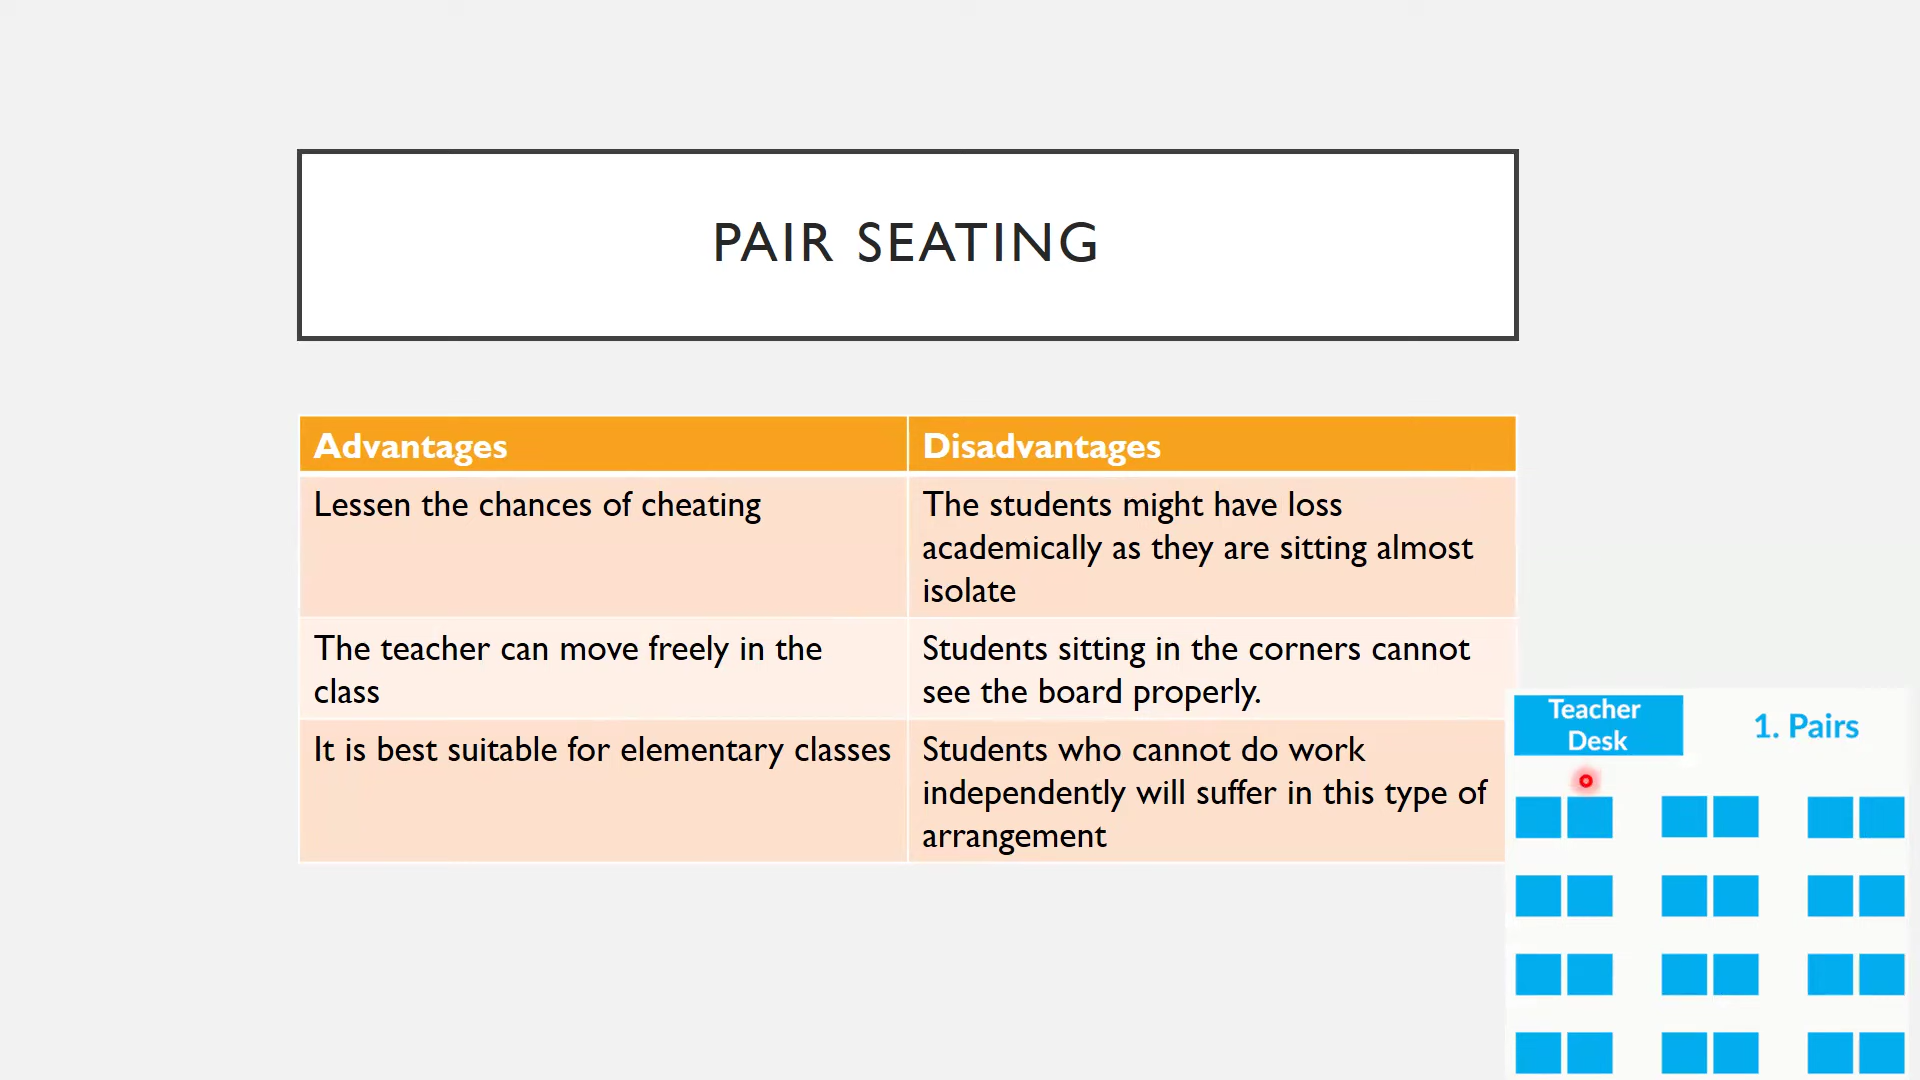 PAIR SEATING
Advantages
Disadvantages
Lessen the chances of cheating
The students might have loss
academically as they are sitting almost
isolate
The teacher can move freely in the
class
Students sitting in the corners cannot
see the board properly.
It is best suitable for elementary classes
Students who cannot do work
independently will suffer in this type of
arrangement
Teacher
Desk
1. Pairs